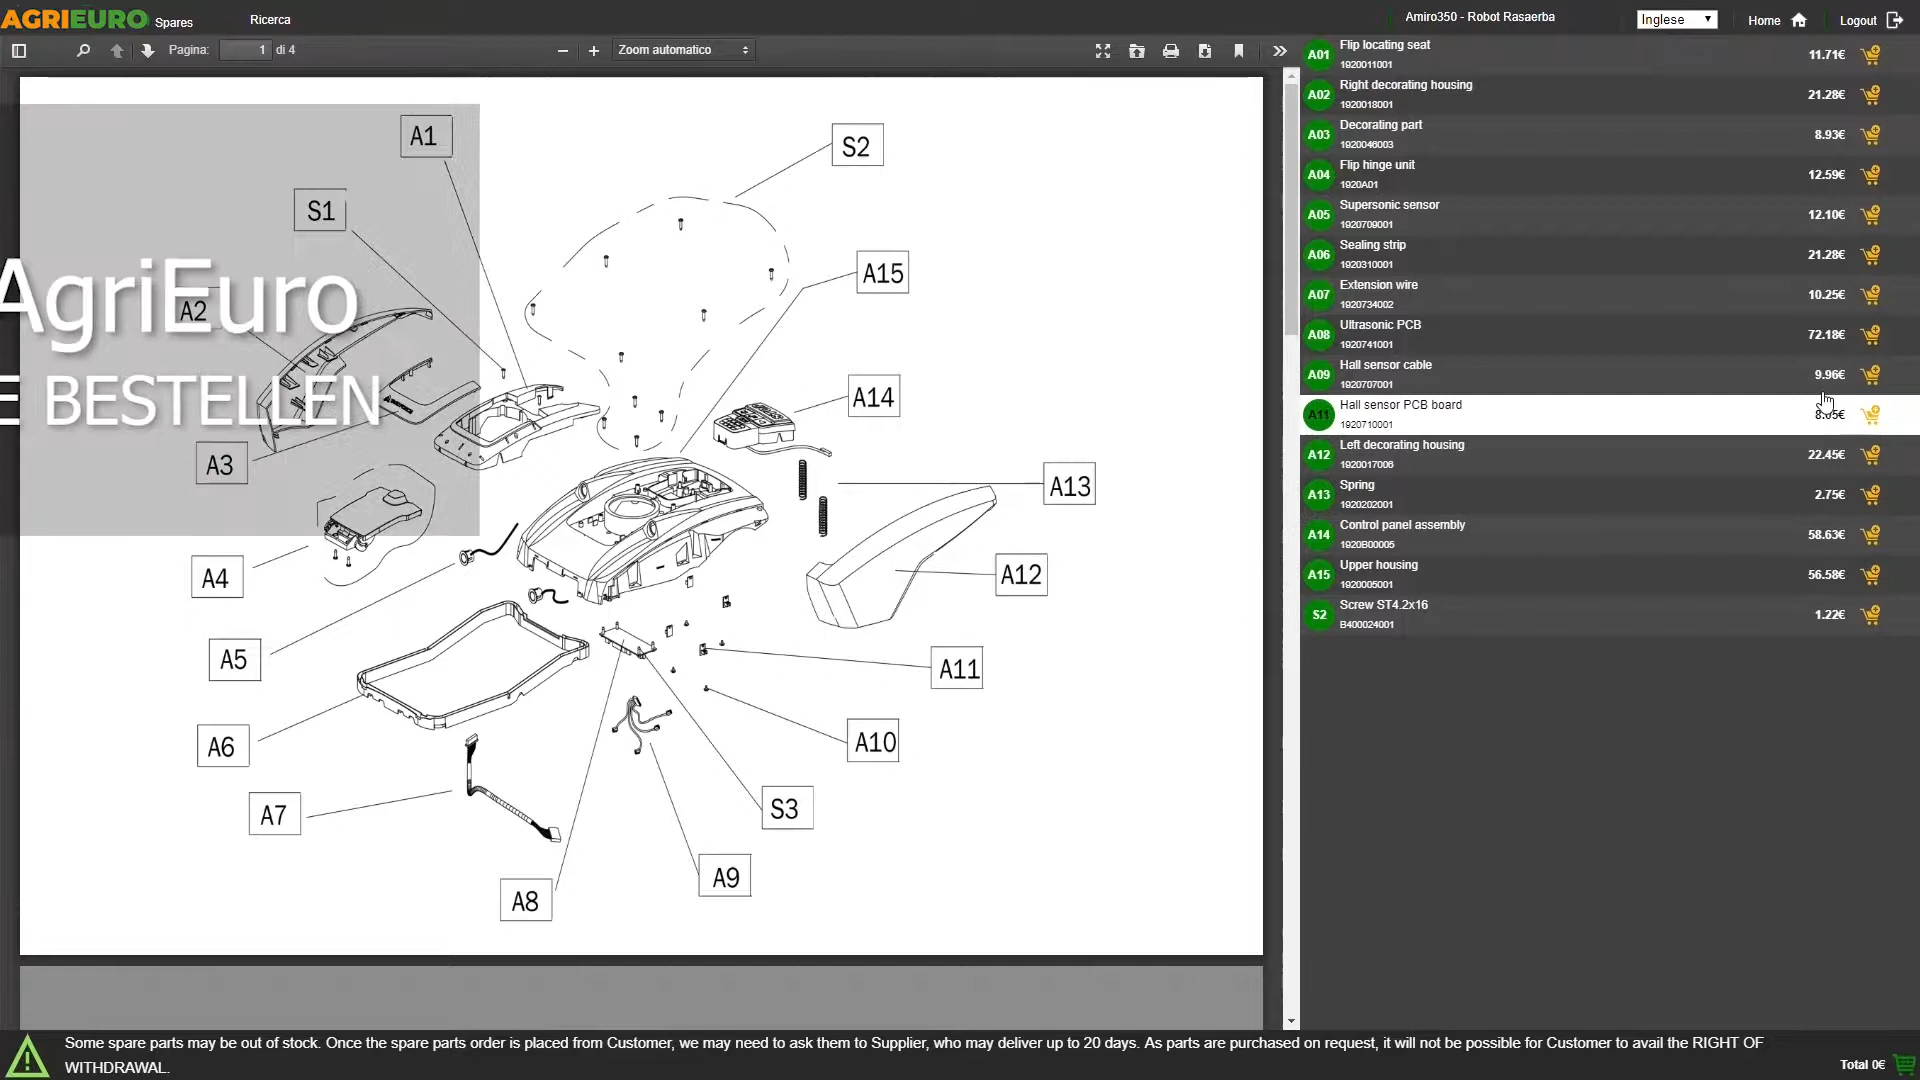 AGRIEURO Spares
Ricerca
Amiro350 - Robot Rasaerba
Inglese
Home
Logout
Pagina: 1 di 4
Zoom automatico
A1
S2
S1
A15
A2
AgriEuro
E BESTELLEN
A14
A3
A13
A4
A12
A5
A11
A6
A10
A7
S3
A9
A8
A01 Flip locating seat 11.71€
1920011001
A02 Right decorating housing 21.28€
1920018001
A03 Decorating part 8.93€
1920046003
A04 Flip hinge unit 12.59€
1920A01
A05 Supersonic sensor 12.10€
1920709001
A06 Sealing strip 21.28€
1920310001
A07 Extension wire 10.25€
1920734002
A08 Ultrasonic PCB 72.18€
1920741001
A09 Hall sensor cable 9.96€
1920707001
A11 Hall sensor PCB board
1920710001
A12 Left decorating housing 22.45€
1920017006
A13 Spring 2.75€
1920202001
A14 Control panel assembly 58.63€
1920B00005
A15 Upper housing 56.58€
1920005001
S2 Screw ST4.2x16 1.22€
B400024001
Some spare parts may be out of stock. Once the spare parts order is placed from Customer, we may need to ask them to Supplier, who may deliver up to 20 days. As parts are purchased on request, it will not be possible for Customer to avail the RIGHT OF
WITHDRAWAL.
Total 0€